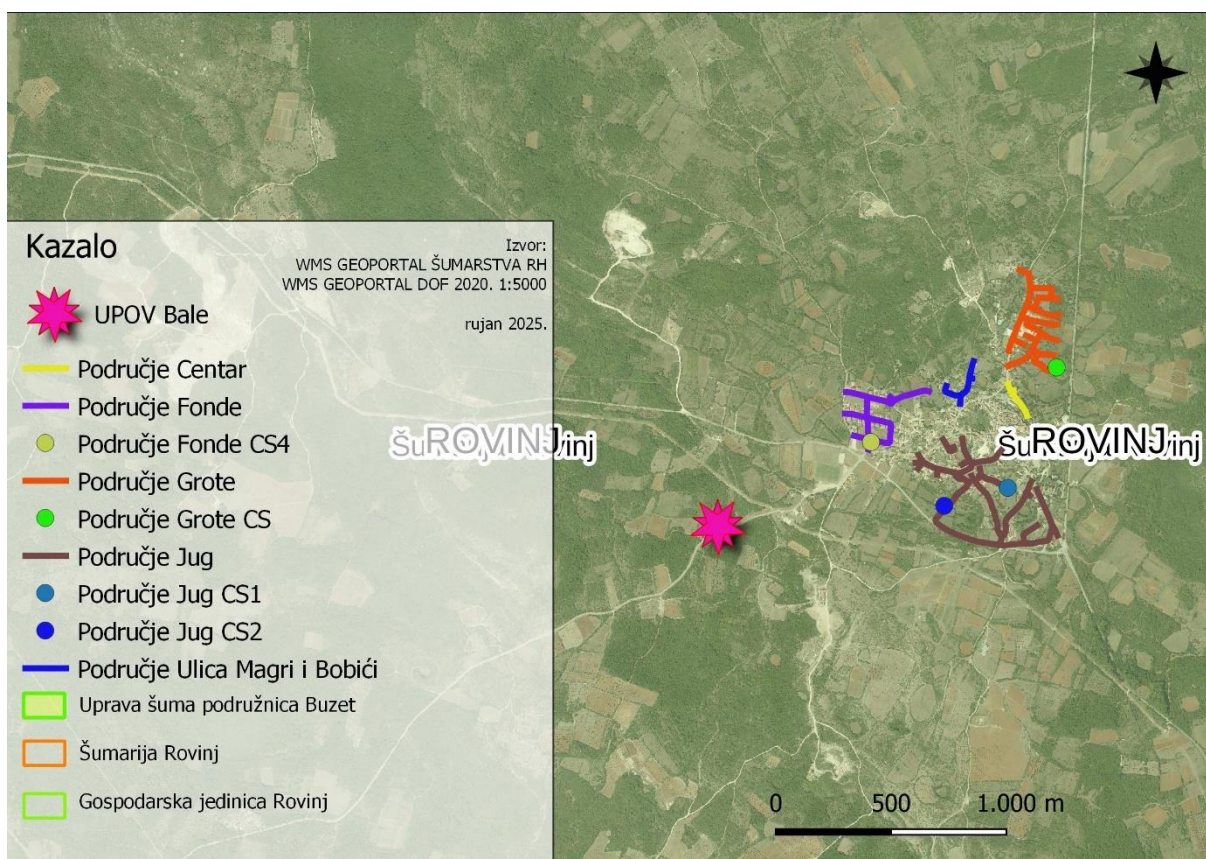 Kazalo
Izvor:
WMS GEOPORTAL ŠUMARSTVA RH
WMS GEOPORTAL DOF 2020. 1:5000
rujan 2025.
UPOV Bale
Područje Centar
Područje Fonde
Područje Fonde CS4
Područje Grote
Područje Grote CS
Područje Jug
Područje Jug CS1
Područje Jug CS2
Područje Ulica Magri i Bobići
Uprava šuma podružnica Buzet
Šumarija Rovinj
Gospodarska jedinica Rovinj
ROVINJ
ROVINJ
0 500 1.000 m